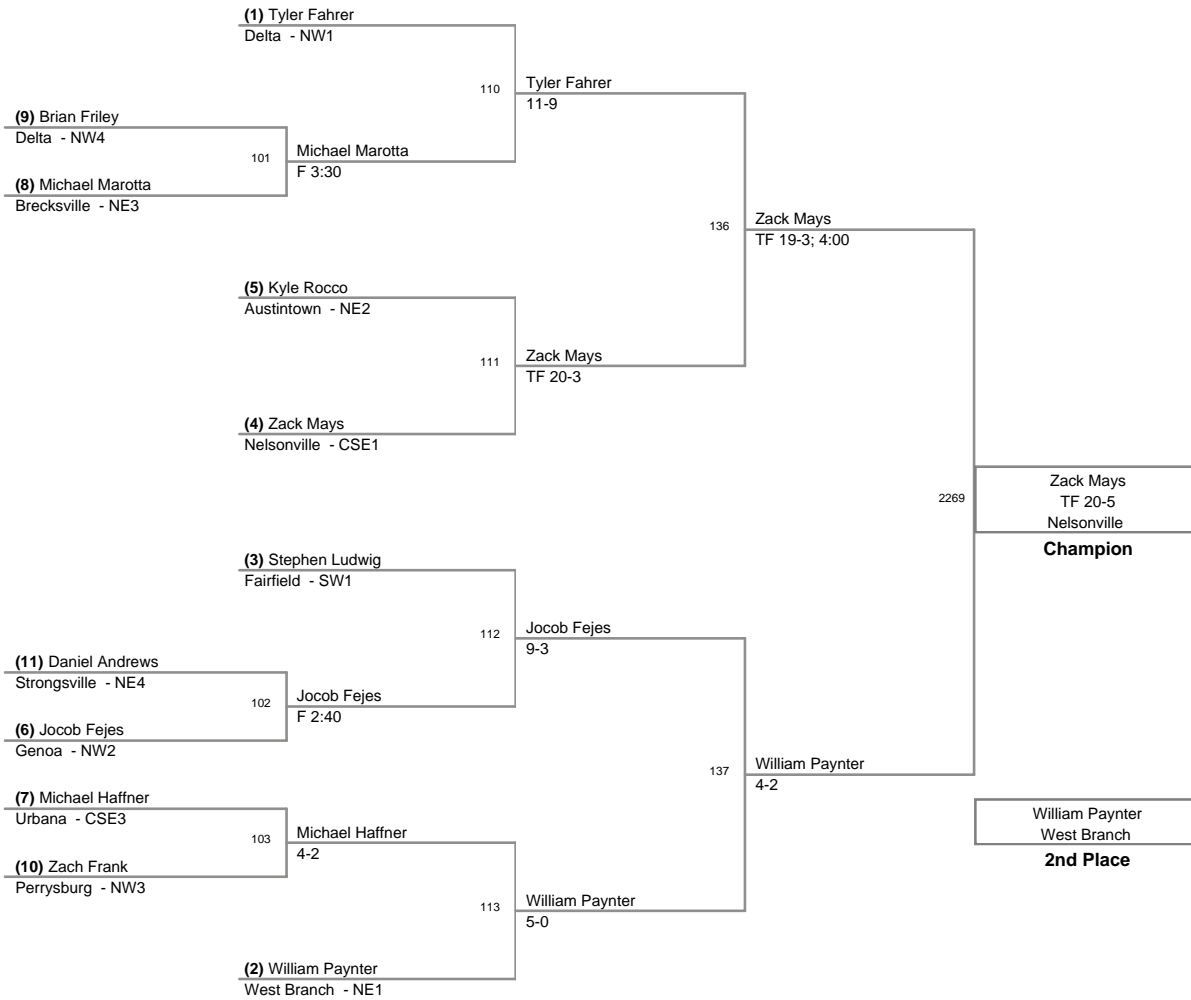 (1) Tyler Fahrer
Delta - NW1
110
Tyler Fahrer
11-9
(9) Brian Friley
Delta - NW4
101
Michael Marotta
F 3:30
(8) Michael Marotta
Brecksville - NE3
136
Zack Mays
TF 19-3; 4:00
(5) Kyle Rocco
Austintown - NE2
111
Zack Mays
TF 20-3
(4) Zack Mays
Nelsonville - CSE1
2269
Zack Mays
TF 20-5
Nelsonville
Champion
(3) Stephen Ludwig
Fairfield - SW1
112
Jocob Fejes
9-3
(11) Daniel Andrews
Strongsville - NE4
102
Jocob Fejes
F 2:40
(6) Jocob Fejes
Genoa - NW2
137
William Paynter
4-2
(7) Michael Haffner
Urbana - CSE3
103
Michael Haffner
4-2
(10) Zach Frank
Perrysburg - NW3
113
William Paynter
5-0
(2) William Paynter
West Branch - NE1
William Paynter
West Branch
2nd Place